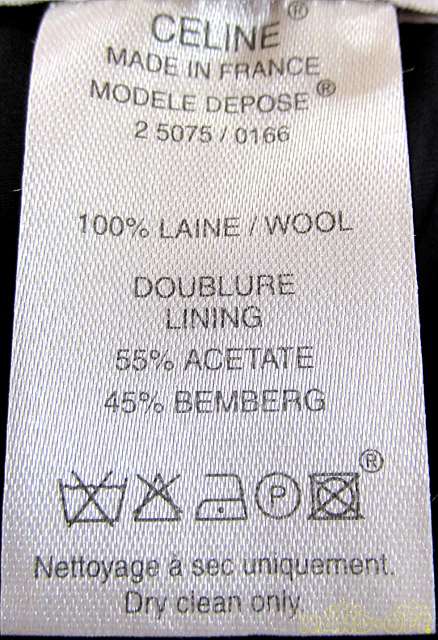 CELINE®
MADE IN FRANCE
MODELE DEPOSE®
2 5075 / 0166
100% LAINE / WOOL
DOUBLURE
LINING
55% ACETATE
45% BEMBERG
P ®
Nettoyage à sec uniquement.
Dry clean only.